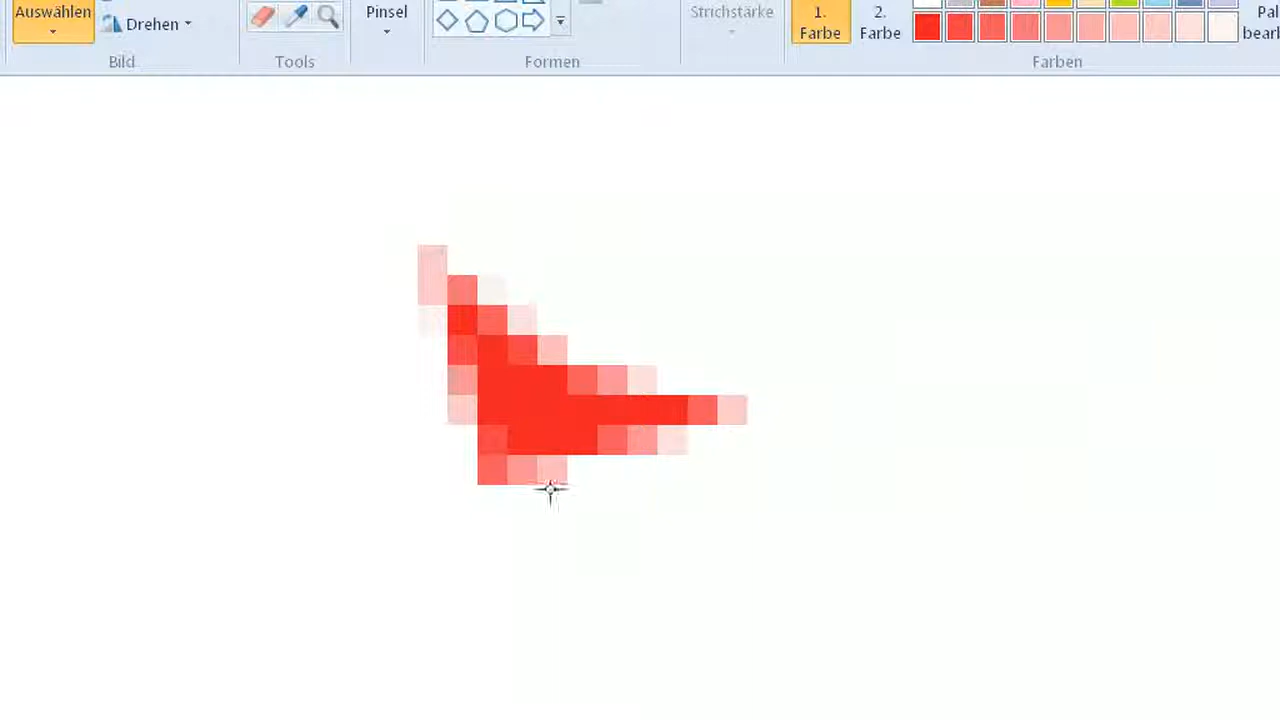 Auswählen
Drehen
Pinsel
Strichstärke
1.
Farbe
2.
Farbe
Bild
Tools
Formen
Farben